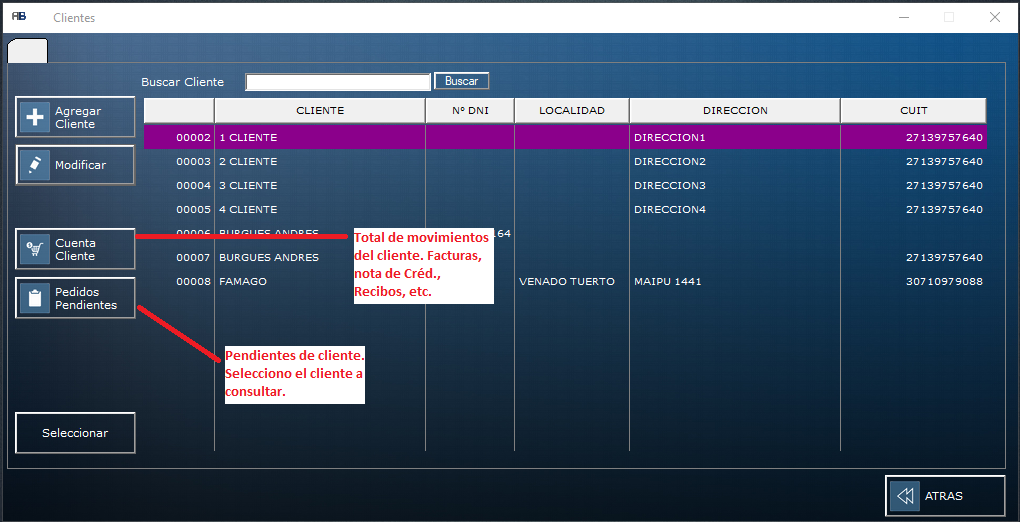 ATB Clientes
Buscar Cliente Buscar
CLIENTE Nº DNI LOCALIDAD DIRECCION CUIT
00002 1 CLIENTE DIRECCION1 27139757640
00003 2 CLIENTE DIRECCION2 27139757640
00004 3 CLIENTE DIRECCION3 27139757640
00005 4 CLIENTE DIRECCION4 27139757640
00006 BURGUES ANDRES 164
00007 BURGUES ANDRES 27139757640
00008 FAMAGO VENADO TUERTO MAIPU 1441 30710979088
Agregar
Cliente
Modificar
Cuenta
Cliente
Pedidos
Pendientes
Seleccionar
Total de movimientos
del cliente. Facturas,
nota de Créd.,
Recibos, etc.
Pendientes de cliente.
Selecciono el cliente a
consultar.
ATRAS